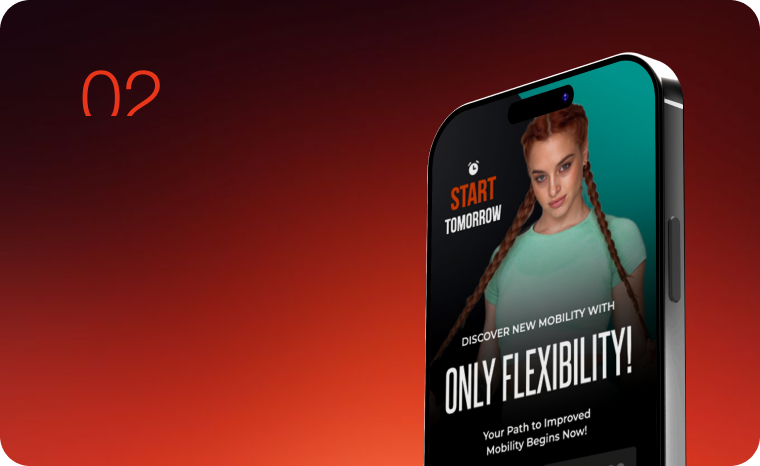 02
START
TOMORROW
DISCOVER NEW MOBILITY WITH
ONLY FLEXIBILITY!
Your Path to Improved
Mobility Begins Now!